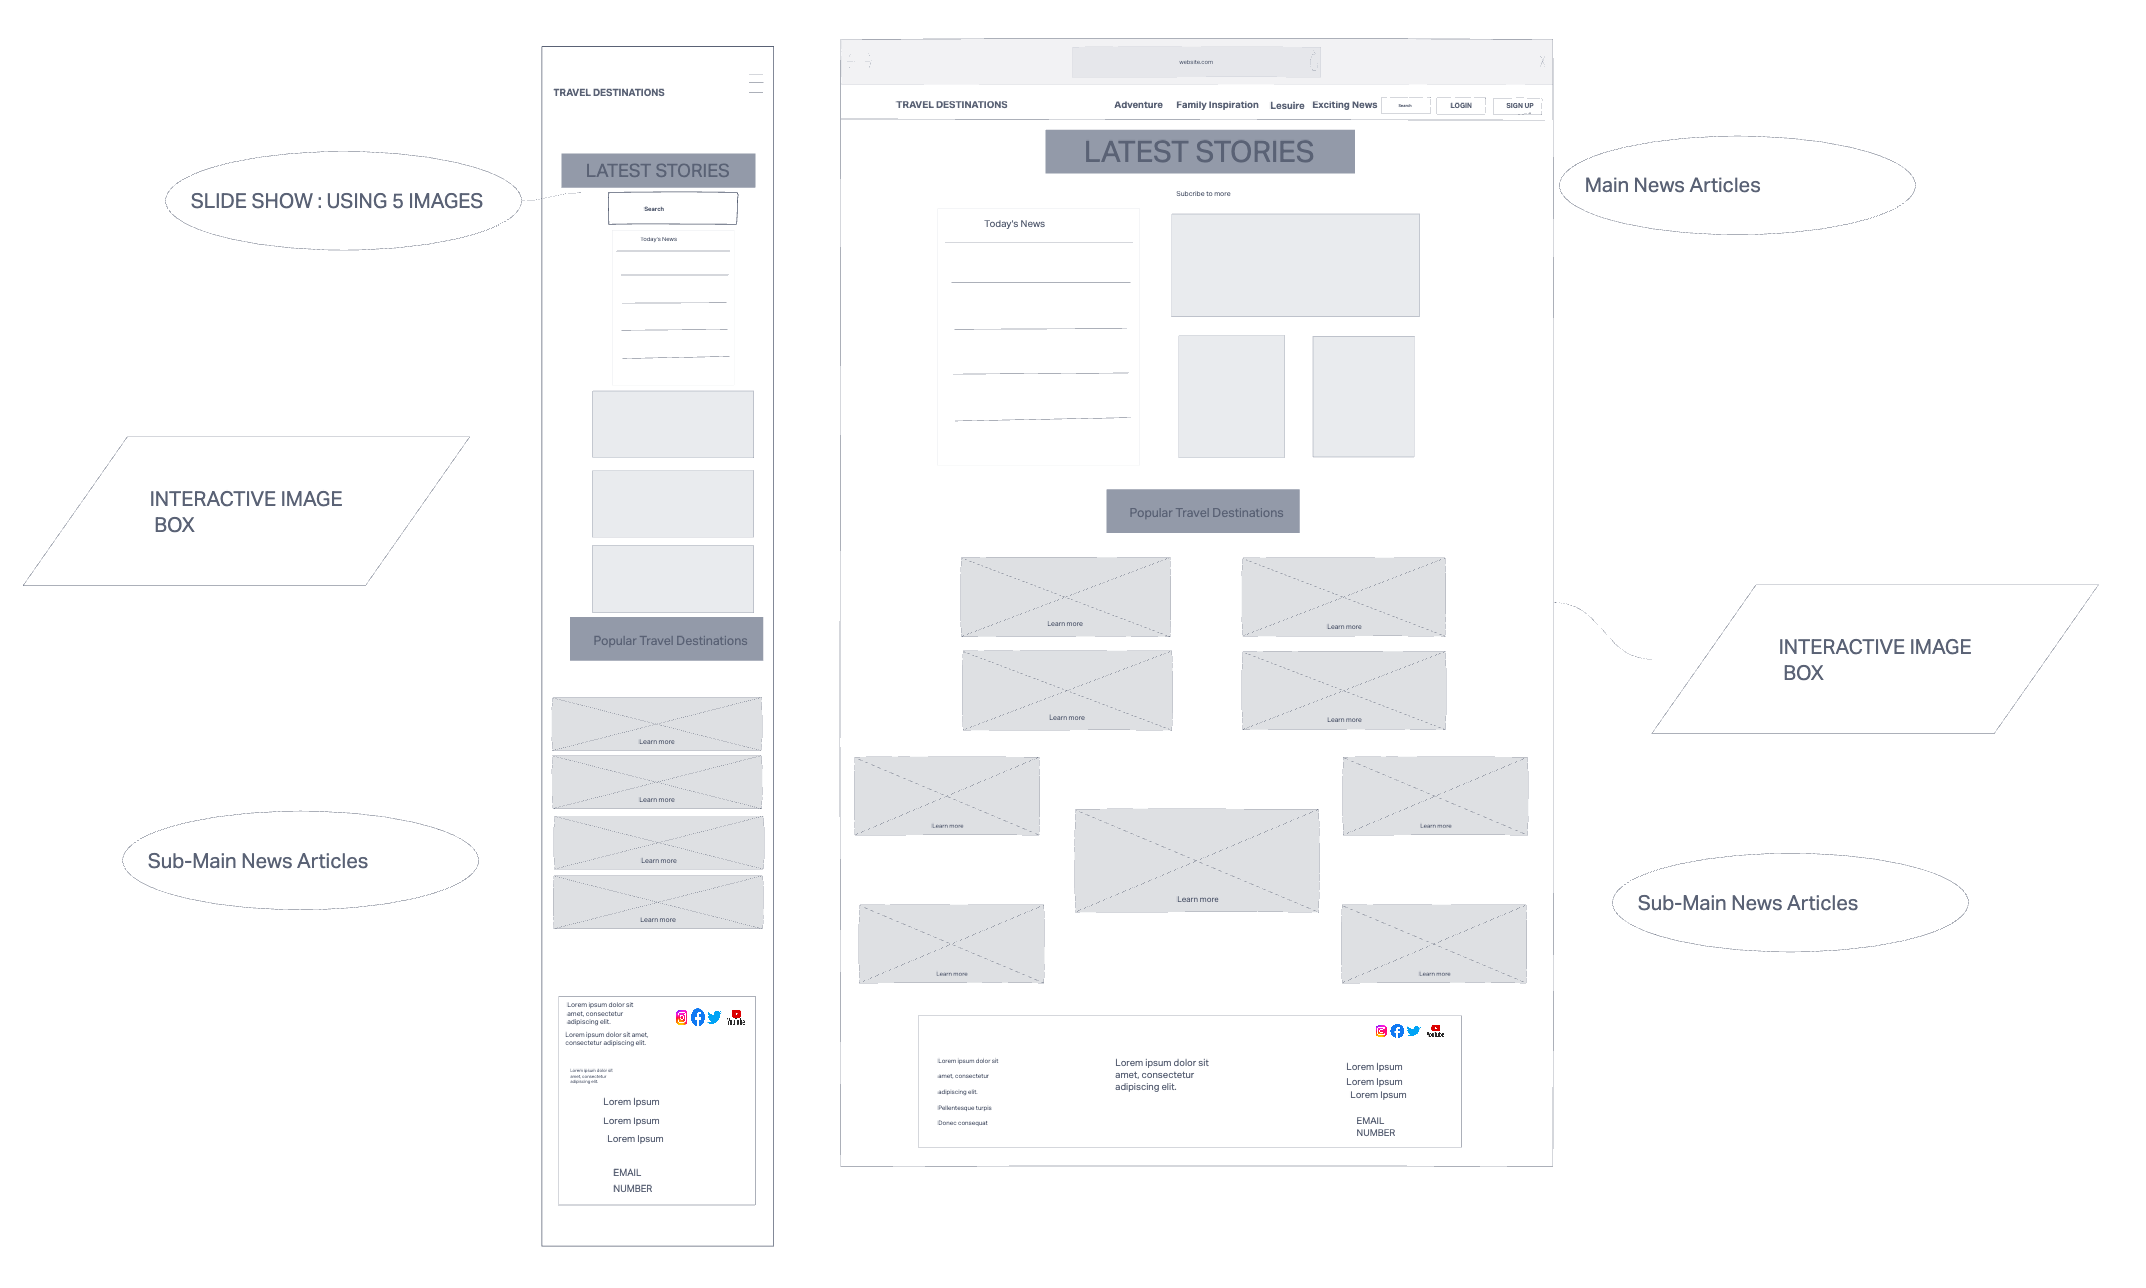 SLIDE SHOW : USING 5 IMAGES
INTERACTIVE IMAGE
BOX
Sub-Main News Articles
TRAVEL DESTINATIONS
LATEST STORIES
Search
Today's News
Popular Travel Destinations
Learn more
Learn more
Learn more
Learn more
Lorem ipsum dolor sit
amet, consectetur
adipiscing elit.
Youtube
Lorem ipsum dolor sit amet,
consectetur adipiscing elit.
Lorem ipsum dolor sit
amet, consectetur
adipiscing elit.
Lorem Ipsum
Lorem Ipsum
Lorem Ipsum
EMAIL
NUMBER
website.com
TRAVEL DESTINATIONS Adventure Family Inspiration Lesuire Exciting News Search LOGIN SIGN UP
LATEST STORIES
Subcribe to more
Today's News
Popular Travel Destinations
Learn more
Learn more
Learn more
Learn more
Learn more
Learn more
Learn more
Learn more
Learn more
Youtube
Lorem ipsum dolor sit
amet, consectetur
adipiscing elit.
Pellentesque turpis
Donec consequat
Lorem ipsum dolor sit
amet, consectetur
adipiscing elit.
Lorem Ipsum
Lorem Ipsum
Lorem Ipsum
EMAIL
NUMBER
Main News Articles
INTERACTIVE IMAGE
BOX
Sub-Main News Articles